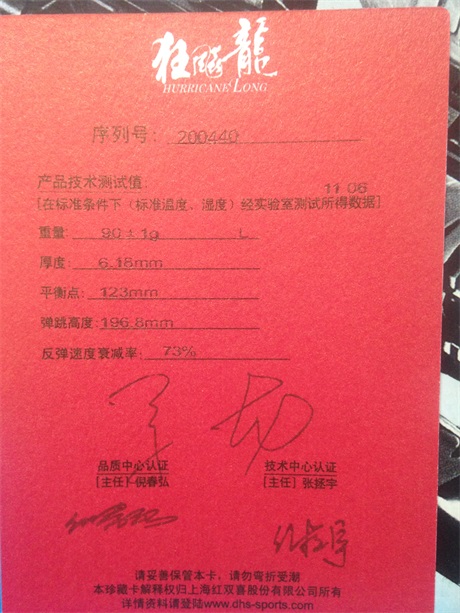 狂飚龍
HURRICANE LONG
序列号： 200440
产品技术测试值： 11 06
[在标准条件下（标准温度、湿度）经实验室测试所得数据]
重量： 90±1g L
厚度： 6.18mm
平衡点： 123mm
弹跳高度：196.8mm
反弹速度衰减率： 73%
品质中心认证 技术中心认证
[主任] 倪春弘 [主任] 张拯宇
请妥善保管本卡，请勿弯折受潮
本珍藏卡解释权归上海红双喜股份有限公司所有
详情资料请登陆www.dhs-sports.com